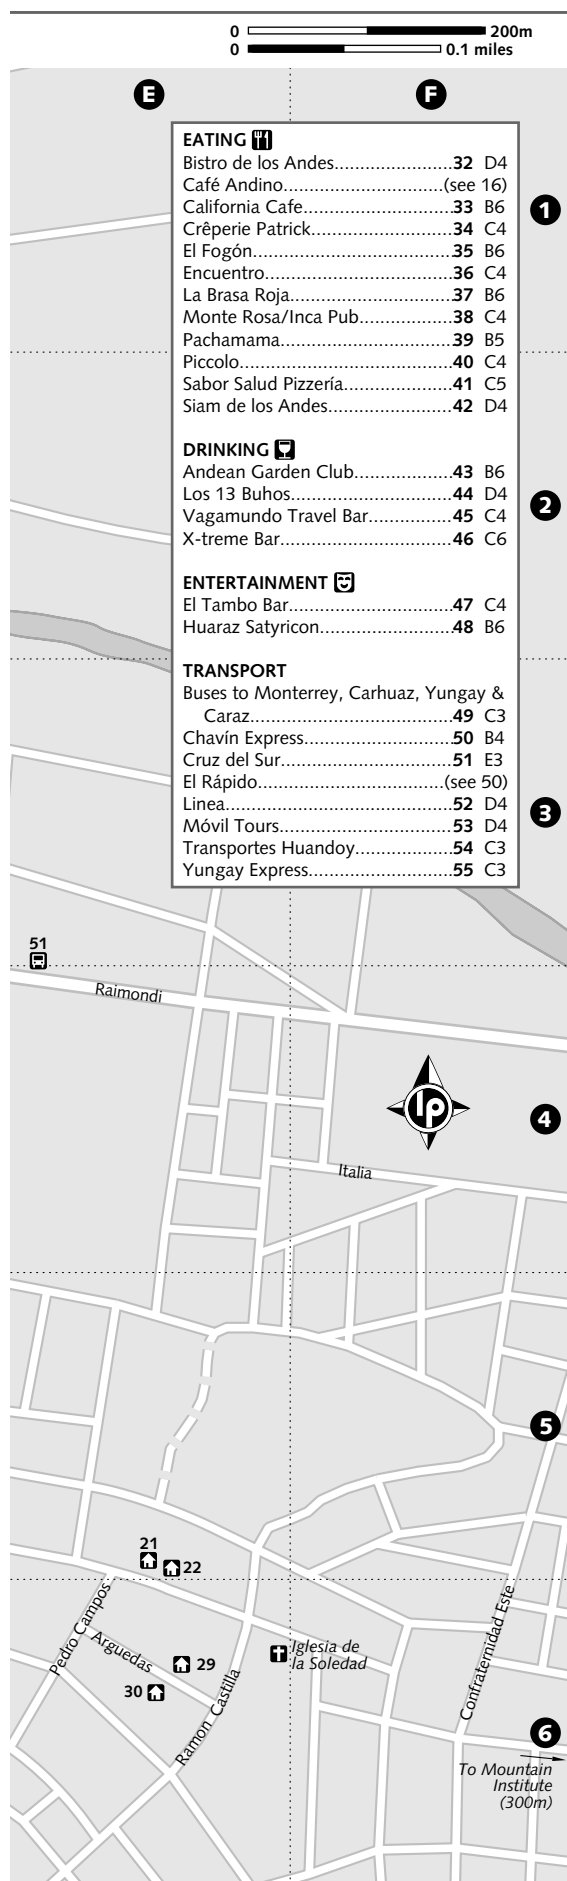 0 200m
0 0.1 miles
E F
EATING
Bistro de los Andes......................32 D4
Café Andino..............................(see 16)
California Cafe............................33 B6
Crêperie Patrick..........................34 C4
El Fogón.....................................35 B6
Encuentro...................................36 C4
La Brasa Roja..............................37 B6
Monte Rosa/Inca Pub..................38 C4
Pachamama................................39 B5
Piccolo........................................40 C4
Sabor Salud Pizzería....................41 C5
Siam de los Andes.......................42 D4
1
DRINKING
Andean Garden Club...................43 B6
Los 13 Buhos..............................44 D4
Vagamundo Travel Bar................45 C4
X-treme Bar................................46 C6
2
ENTERTAINMENT
El Tambo Bar..............................47 C4
Huaraz Satyricon.........................48 B6
TRANSPORT
Buses to Monterrey, Carhuaz, Yungay &
Caraz.....................................49 C3
Chavín Express............................50 B4
Cruz del Sur................................51 E3
El Rápido..................................(see 50)
Linea..........................................52 D4
Móvil Tours.................................53 D4
Transportes Huandoy...................54 C3
Yungay Express...........................55 C3
3
51
Raimondi
lp
4
Italia
5
21
22
Pedro Campos
Arguedas
29
30
Ramon Castilla
Iglesia de
la Soledad
Confraternidad Este
6
To Mountain
Institute
(300m)